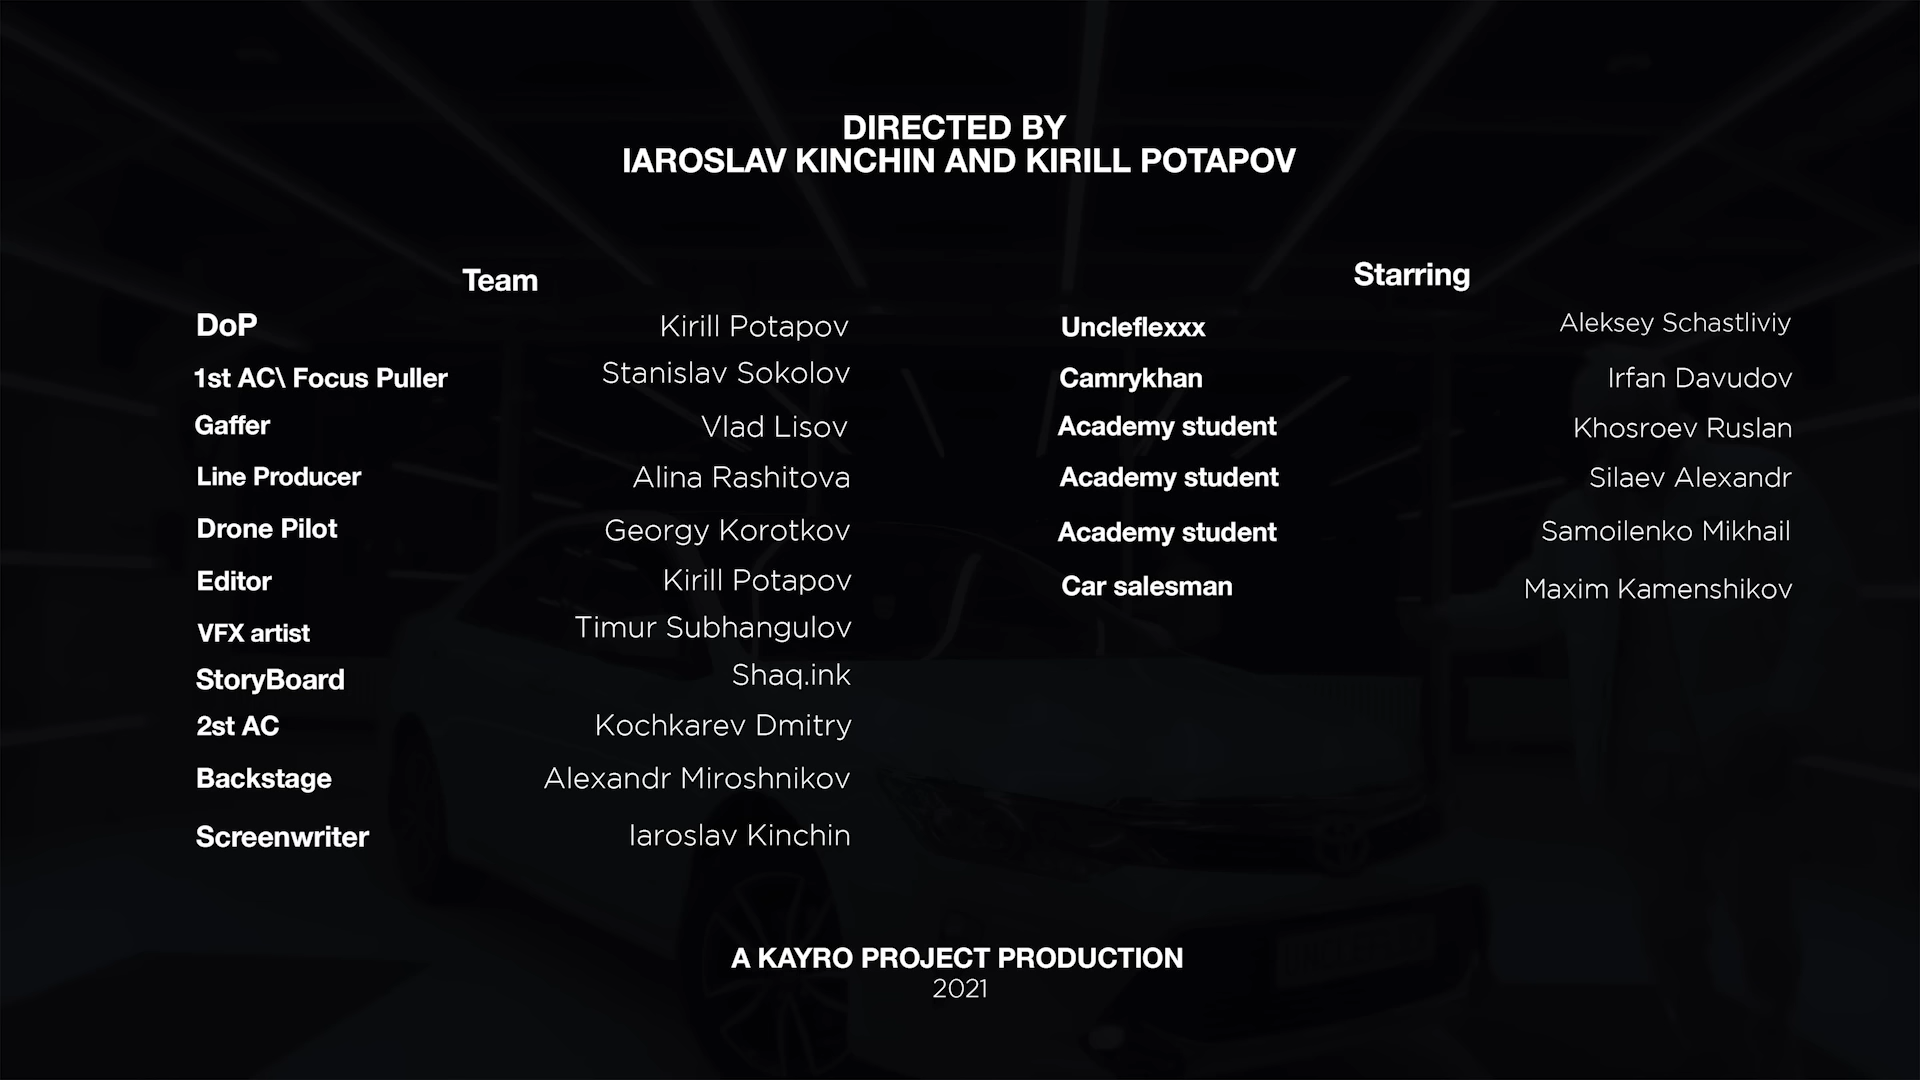 DIRECTED BY
IAROSLAV KINCHIN AND KIRILL POTAPOV
Team
DoP Kirill Potapov
1st AC\ Focus Puller Stanislav Sokolov
Gaffer Vlad Lisov
Line Producer Alina Rashitova
Drone Pilot Georgy Korotkov
Editor Kirill Potapov
VFX artist Timur Subhangulov
StoryBoard Shaq.ink
2st AC Kochkarev Dmitry
Backstage Alexandr Miroshnikov
Screenwriter Iaroslav Kinchin
Starring
Uncleflexxx Aleksey Schastliviy
Camrykhan Irfan Davudov
Academy student Khosroev Ruslan
Academy student Silaev Alexandr
Academy student Samoilenko Mikhail
Car salesman Maxim Kamenshikov
A KAYRO PROJECT PRODUCTION
2021